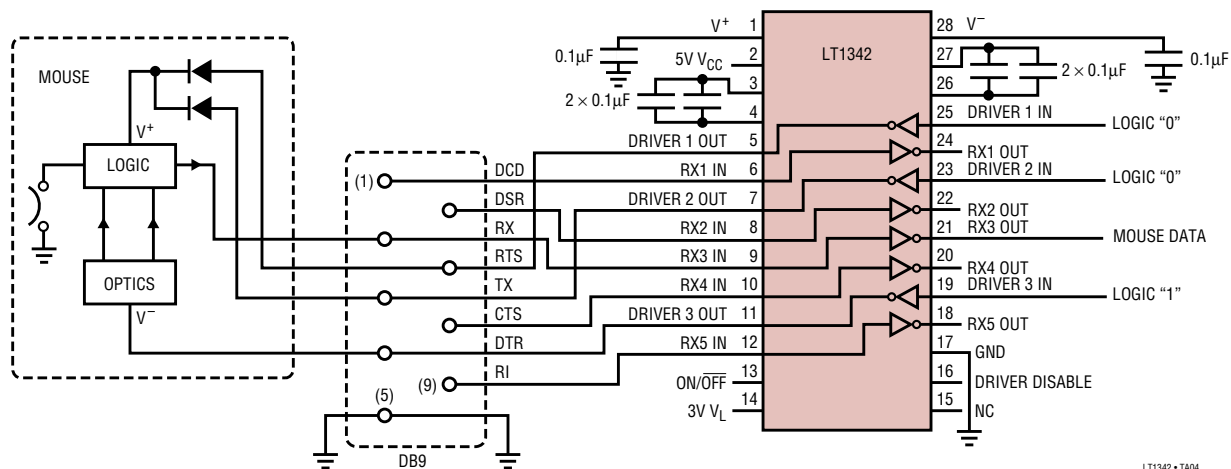 MOUSE
V+
LOGIC
OPTICS
V−
(1)
DCD
DSR
RX
RTS
TX
CTS
DTR
RI
(9)
(5)
DB9
0.1µF
V+
1
5V VCC
2
2 × 0.1µF
3
4
DRIVER 1 OUT
5
RX1 IN
6
DRIVER 2 OUT
7
RX2 IN
8
RX3 IN
9
RX4 IN
10
DRIVER 3 OUT
11
RX5 IN
12
ON/OFF
13
3V VL
14
LT1342
28
V−
0.1µF
27
2 × 0.1µF
26
25
DRIVER 1 IN
LOGIC “0”
24
RX1 OUT
23
DRIVER 2 IN
LOGIC “0”
22
RX2 OUT
21
RX3 OUT
MOUSE DATA
20
RX4 OUT
19
DRIVER 3 IN
LOGIC “1”
18
RX5 OUT
17
GND
16
DRIVER DISABLE
15
NC
LT1342 • TA04